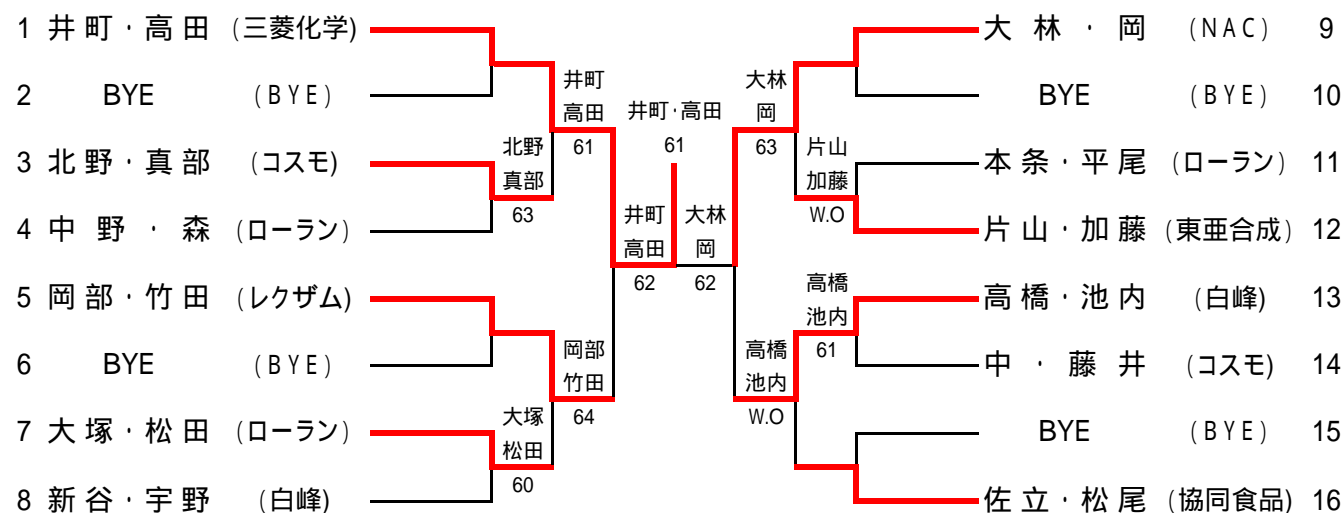 1 井町・高田 (三菱化学)
2 BYE (BYE)
3 北野・真部 (コスモ)
4 中野・森 (ローラン)
5 岡部・竹田 (レクザム)
6 BYE (BYE)
7 大塚・松田 (ローラン)
8 新谷・宇野 (白峰)
北野
真部
63
大塚
松田
60
井町
高田
61
岡部
竹田
64
井町
高田
62
井町・高田
61
大林
岡
62
大林
岡
63
高橋
池内
W.O
片山
加藤
W.O
高橋
池内
61
大林・岡 (NAC) 9
BYE (BYE) 10
本条・平尾 (ローラン) 11
片山・加藤 (東亜合成) 12
高橋・池内 (白峰) 13
中・藤井 (コスモ) 14
BYE (BYE) 15
佐立・松尾 (協同食品) 16